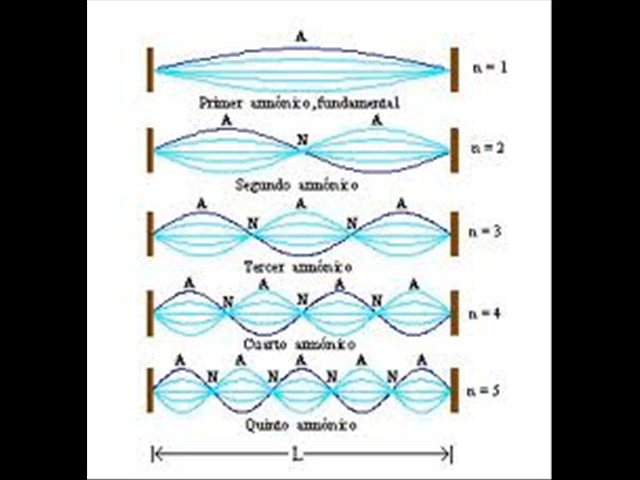 A
n = 1
Primer armónico, fundamental
A A
N
n = 2
Segundo armónico
A A A
N N
n = 3
Tercer armónico
A A A A
N N N
n = 4
Cuarto armónico
A A A A A
N N N N
n = 5
Quinto armónico
L